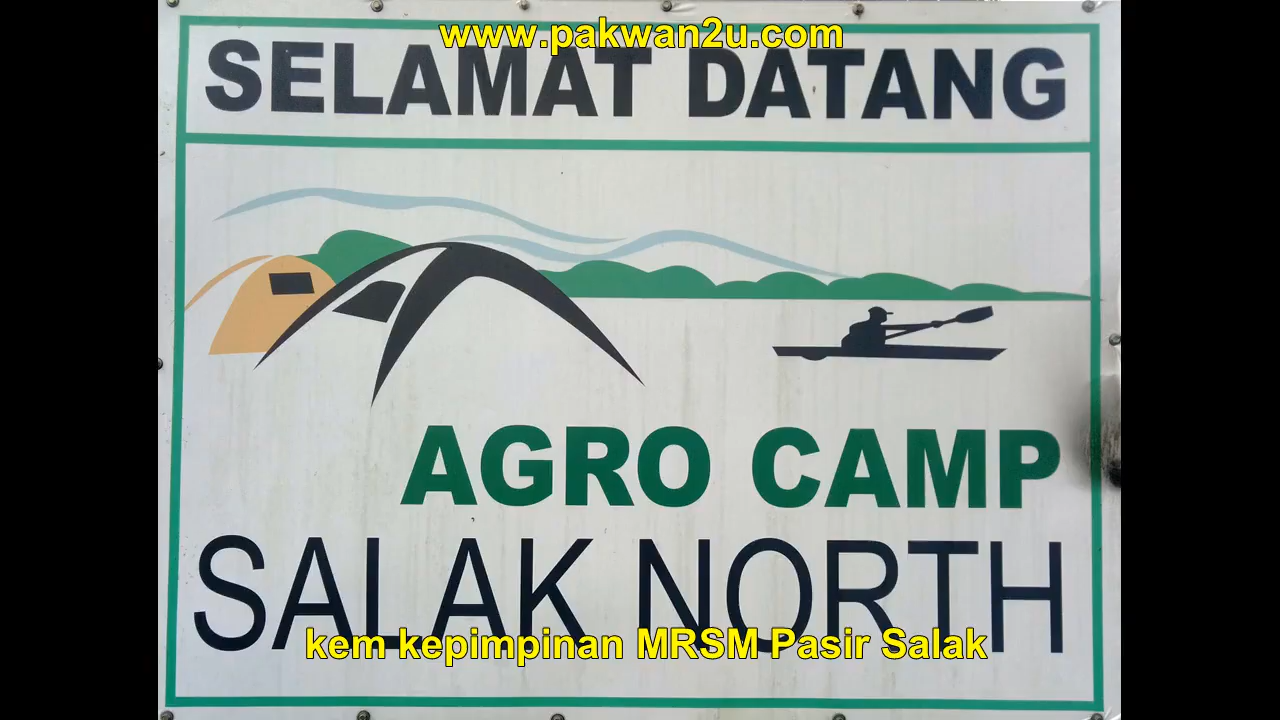 www.pakwan2u.com
SELAMAT DATANG
AGRO CAMP
SALAK NORTH
kem kepimpinan MRSM Pasir Salak